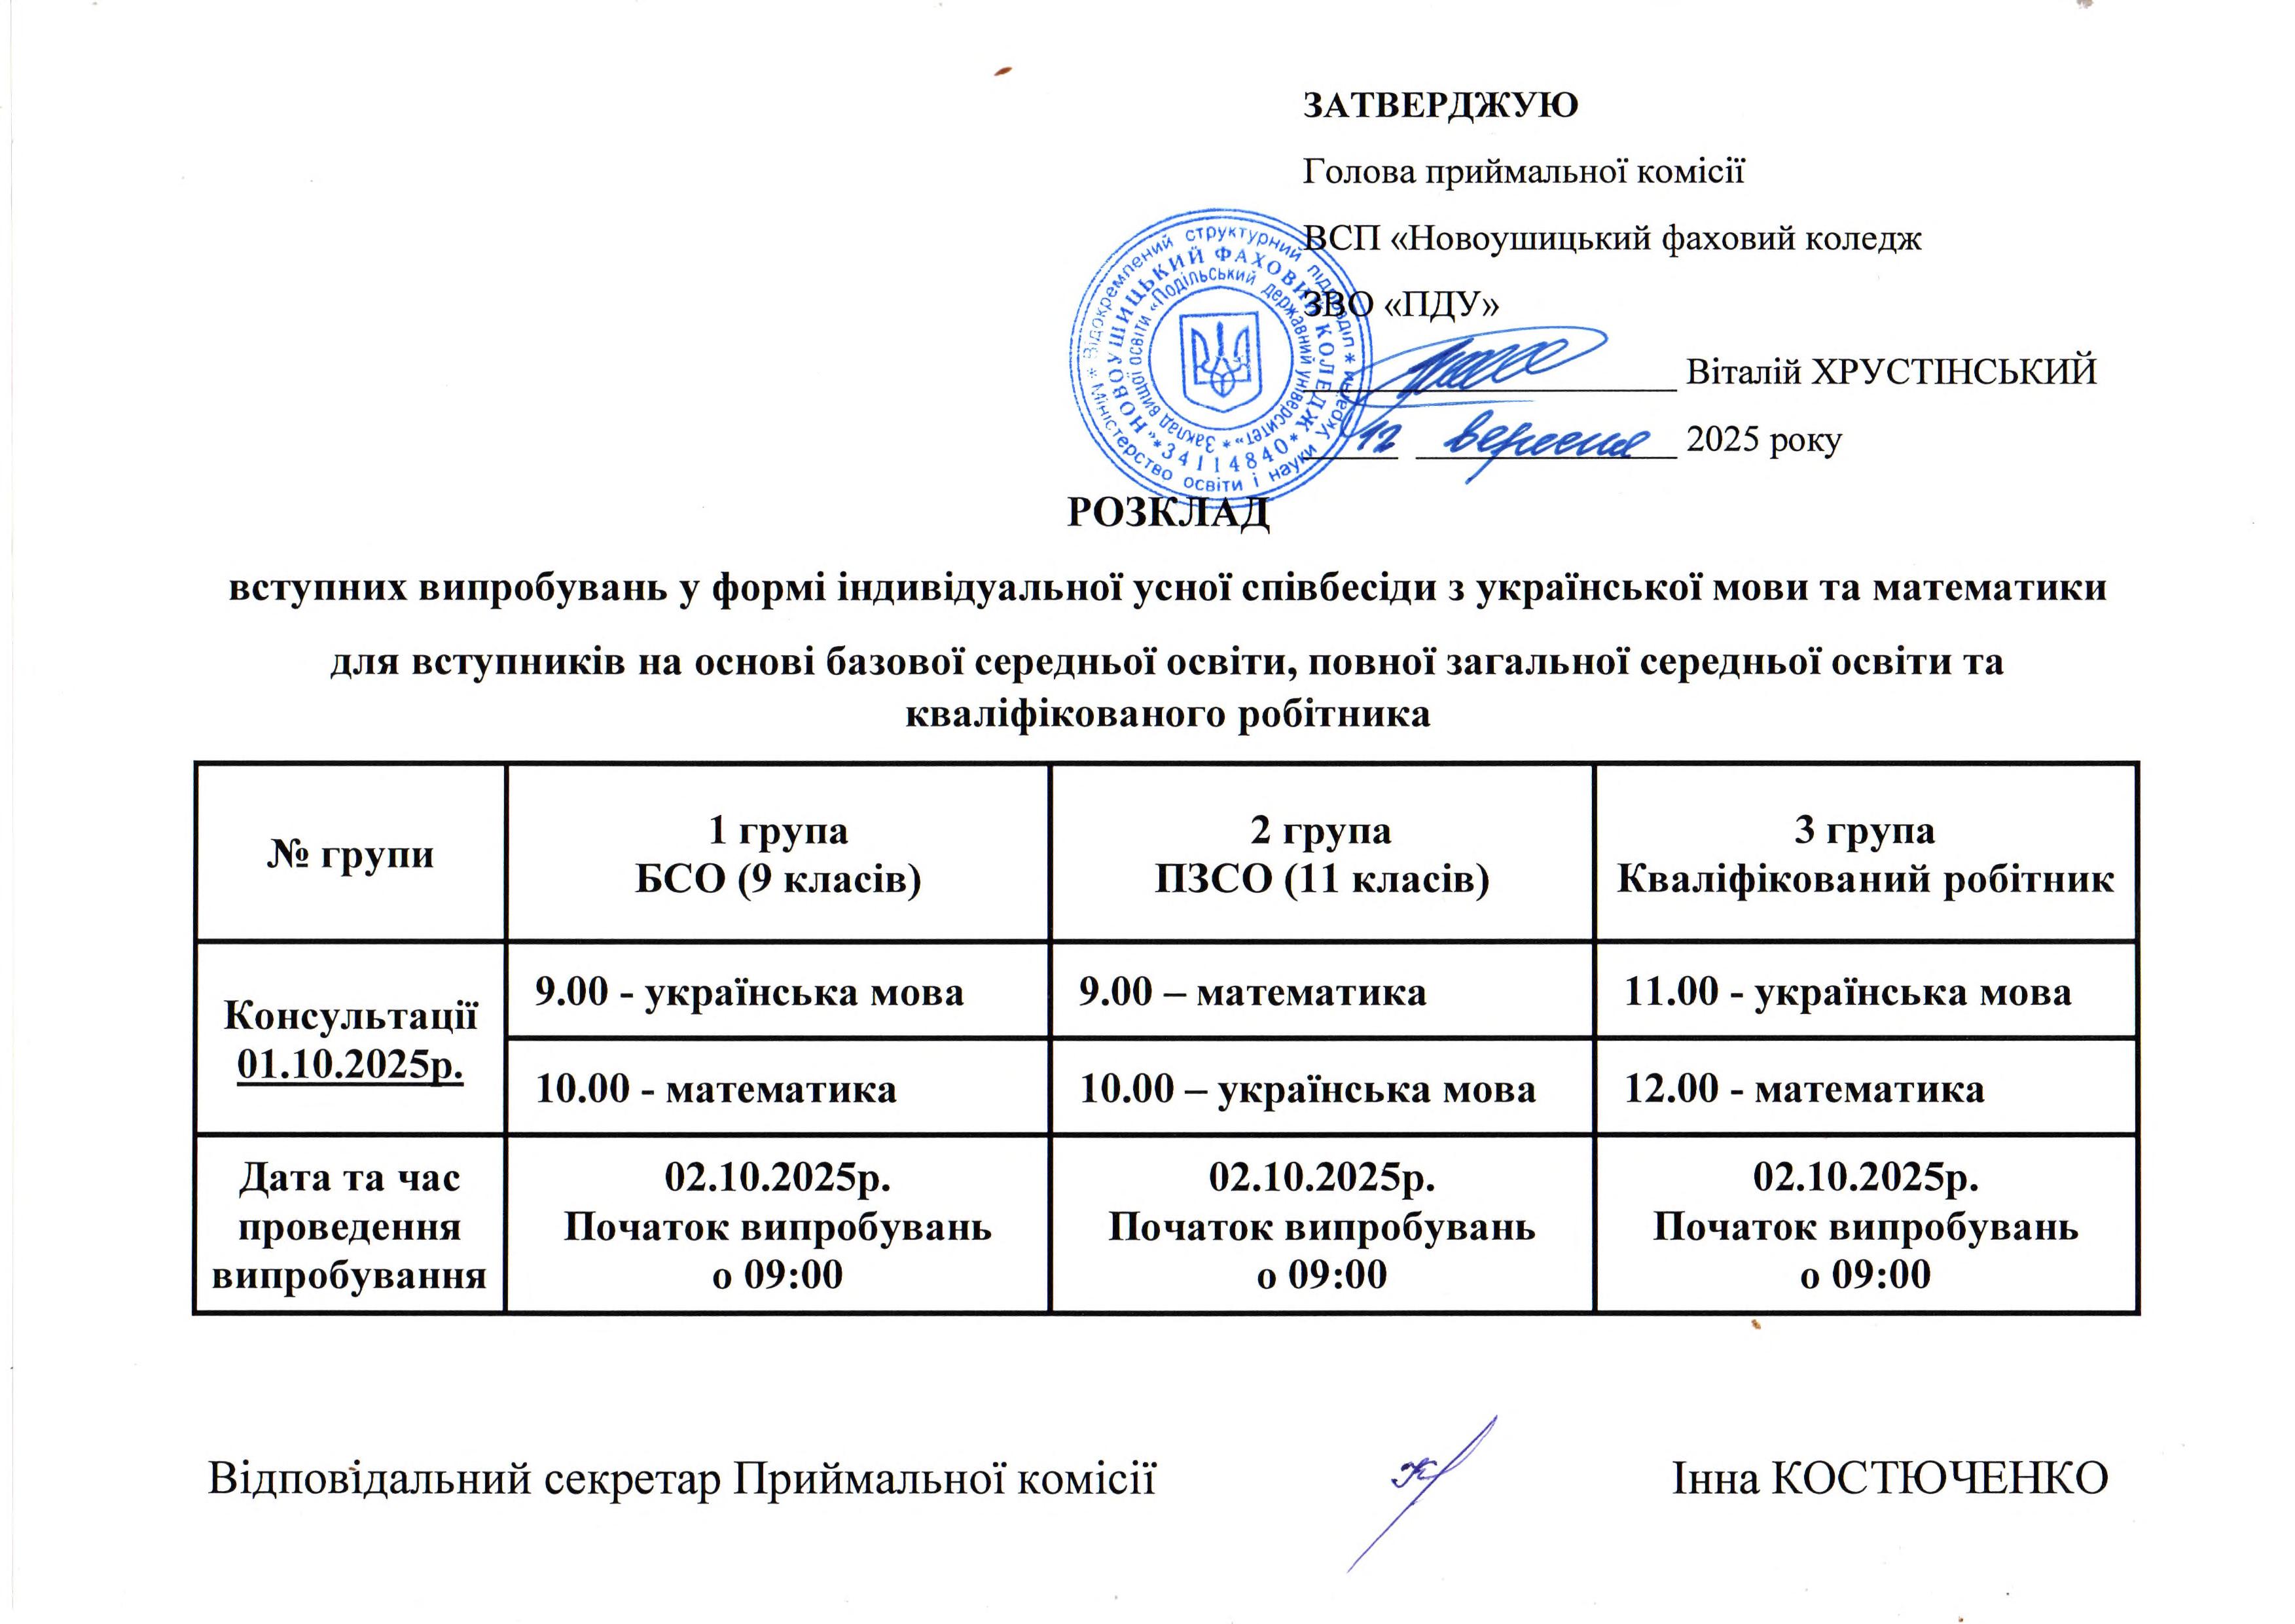 ЗАТВЕРДЖУЮ
Голова приймальної комісії
ВСП «Новоушицький фаховий коледж
ЗВО «ПДУ»
Віталій ХРУСТІНСЬКИЙ
12 вересня 2025 року
* Відокремлений структурний підрозділ * Міністерство освіти і науки України
«НОВОУШИЦЬКИЙ ФАХОВИЙ КОЛЕДЖ» * 34114840 *
Заклад вищої освіти «Подільський державний університет» *
РОЗКЛАД
вступних випробувань у формі індивідуальної усної співбесіди з української мови та математики
для вступників на основі базової середньої освіти, повної загальної середньої освіти та
кваліфікованого робітника
№ групи
1 група
БСО (9 класів)
2 група
ПЗСО (11 класів)
3 група
Кваліфікований робітник
Консультації
01.10.2025р.
9.00 - українська мова
9.00 – математика
11.00 - українська мова
10.00 - математика
10.00 – українська мова
12.00 - математика
Дата та час
проведення
випробування
02.10.2025р.
Початок випробувань
о 09:00
02.10.2025р.
Початок випробувань
о 09:00
02.10.2025р.
Початок випробувань
о 09:00
Відповідальний секретар Приймальної комісії
Інна КОСТЮЧЕНКО